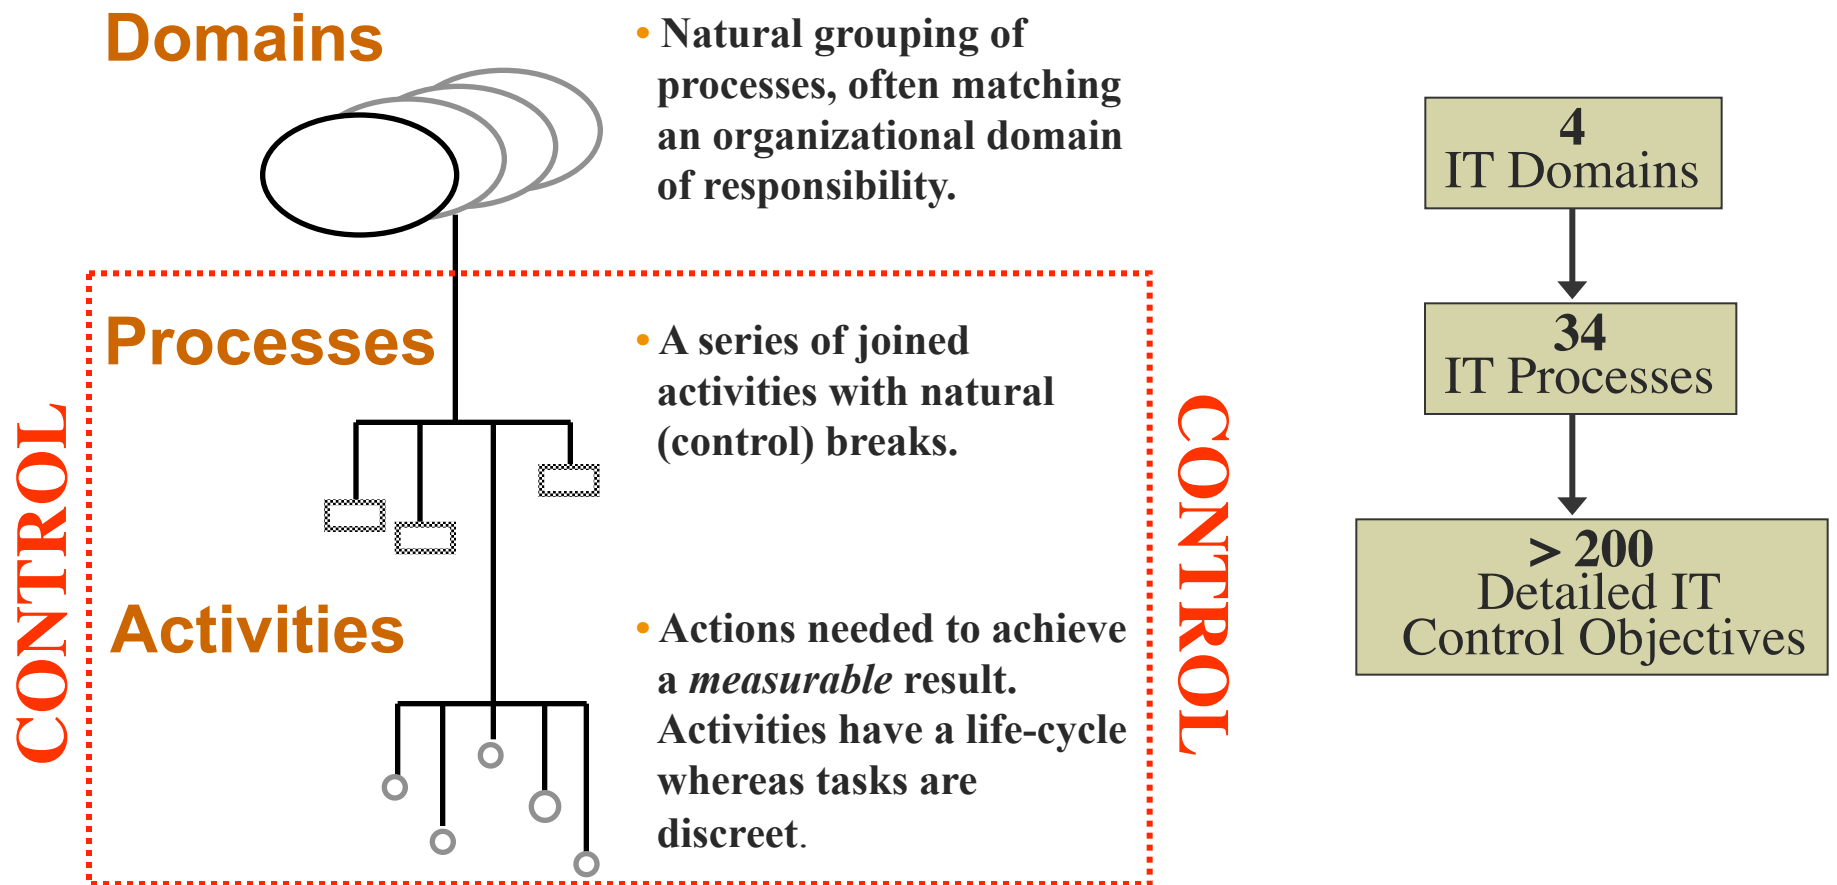 Domains
• Natural grouping of
processes, often matching
an organizational domain
of responsibility.
Processes
• A series of joined
activities with natural
(control) breaks.
Activities
• Actions needed to achieve
a measurable result.
Activities have a life-cycle
whereas tasks are
discreet.
CONTROL
CONTROL
4
IT Domains
34
IT Processes
> 200
Detailed IT
Control Objectives